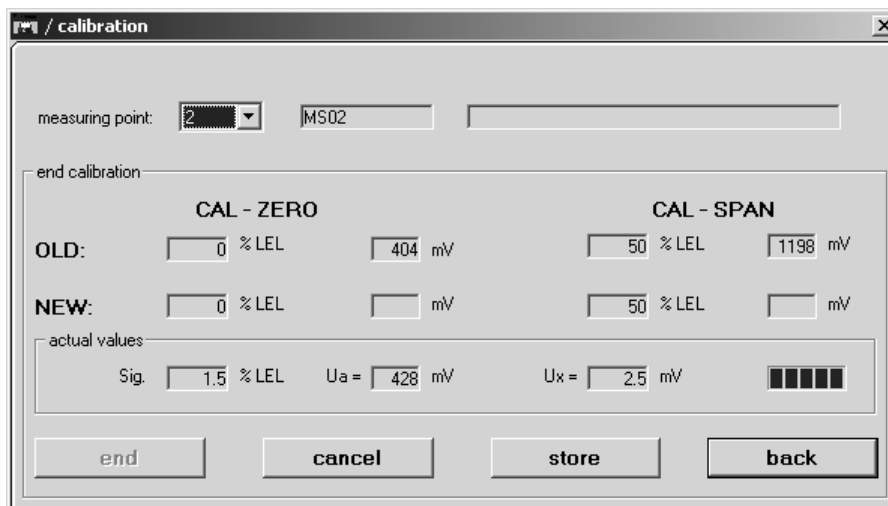 / calibration
measuring point: 2 MS02
end calibration
CAL - ZERO CAL - SPAN
OLD: 0 % LEL 404 mV 50 % LEL 1198 mV
NEW: 0 % LEL mV 50 % LEL mV
actual values
Sig. 1.5 % LEL Ua = 428 mV Ux = 2.5 mV
end cancel store back